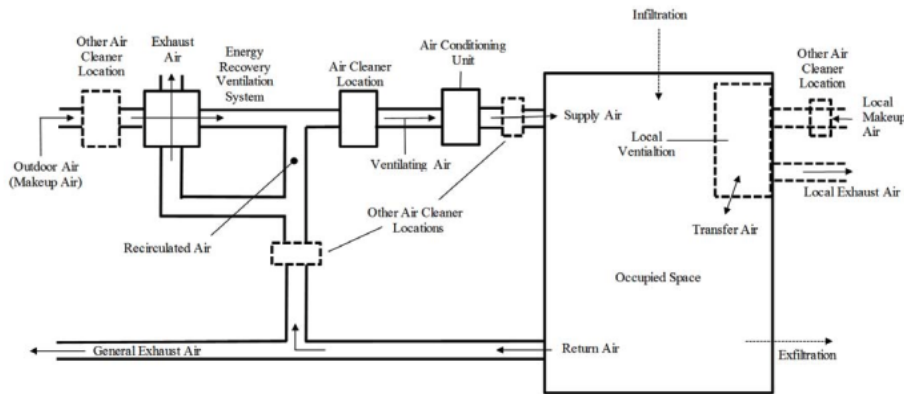 Infiltration
Other Air
Cleaner
Location
Exhaust
Air
Energy
Recovery
Ventilation
System
Air Cleaner
Location
Air Conditioning
Unit
Other Air
Cleaner
Location
Supply Air
Local
Makeup
Air
Outdoor Air
(Makeup Air)
Ventilating Air
Local
Ventialtion
Local Exhaust Air
Recirculated Air
Other Air Cleaner
Locations
Transfer Air
Occupied Space
General Exhaust Air
Return Air
Exfiltration